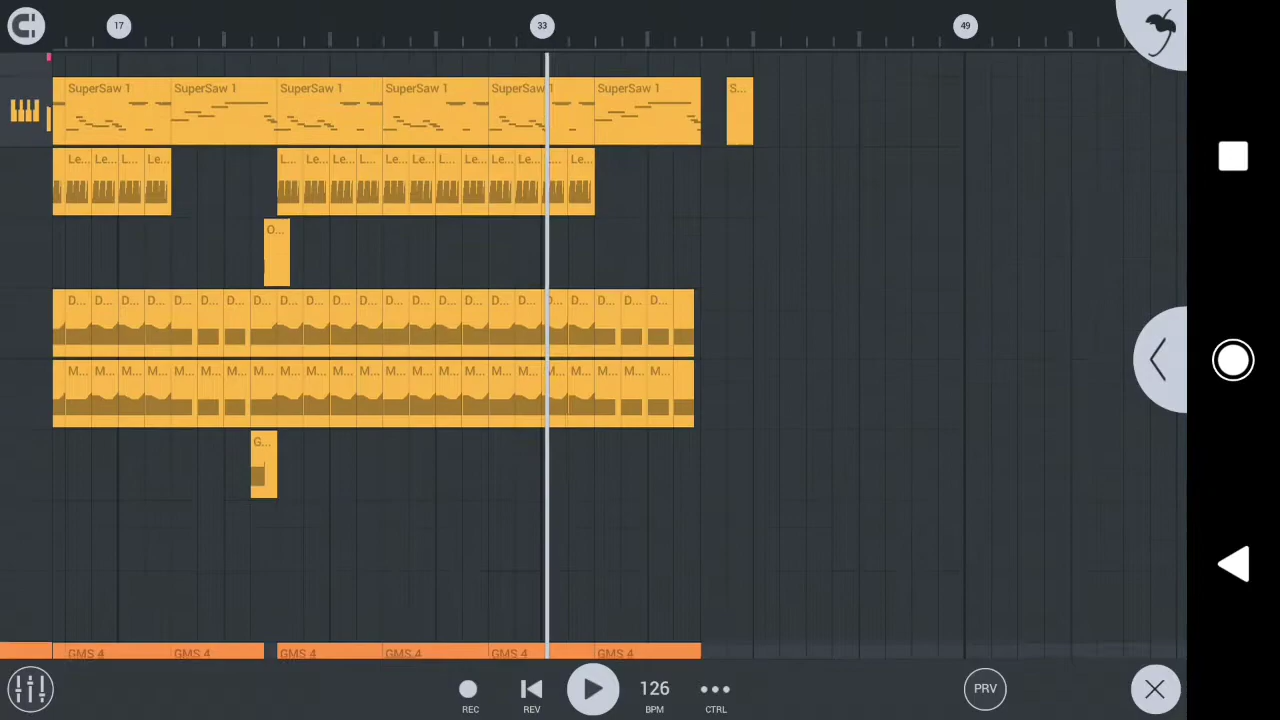 17 33 49
SuperSaw 1 SuperSaw 1 SuperSaw 1 SuperSaw 1 SuperSaw 1 SuperSaw 1 S...
Le... Le... L... Le... L... Le... Le... L... Le... Le... L... Le... Le... Le... Le...
O...
D... D... D... D... D... D... D... D... D... D... D... D... D... D... D... D... D... D... D... D... D... D... D...
M... M... M... M... M... M... M... M... M... M... M... M... M... M... M... M... M... M... M... M... M... M... M...
G...
GMS 4 GMS 4 GMS 4 GMS 4 GMS 4 GMS 4
126 PRV
REC REV BPM CTRL